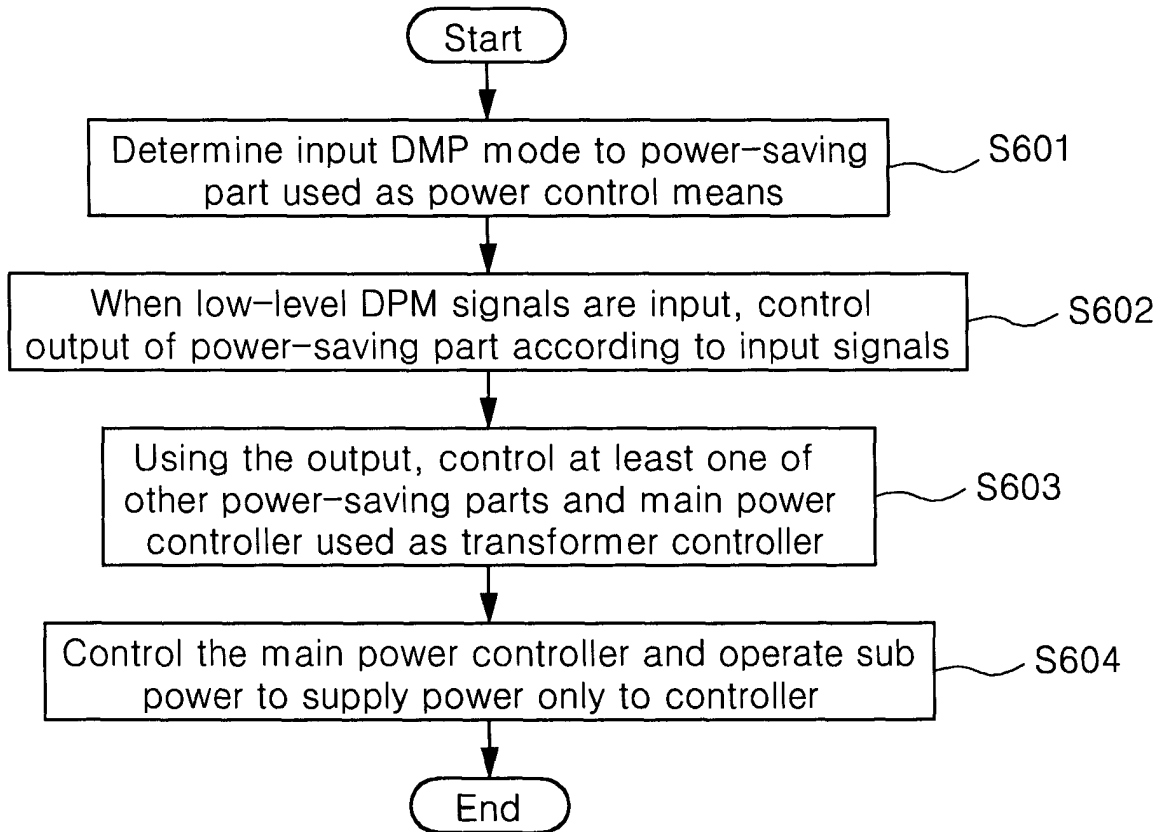 Start
Determine input DMP mode to power-saving
part used as power control means
S601
When low-level DPM signals are input, control
output of power-saving part according to input signals
S602
Using the output, control at least one of
other power-saving parts and main power
controller used as transformer controller
S603
Control the main power controller and operate sub
power to supply power only to controller
S604
End